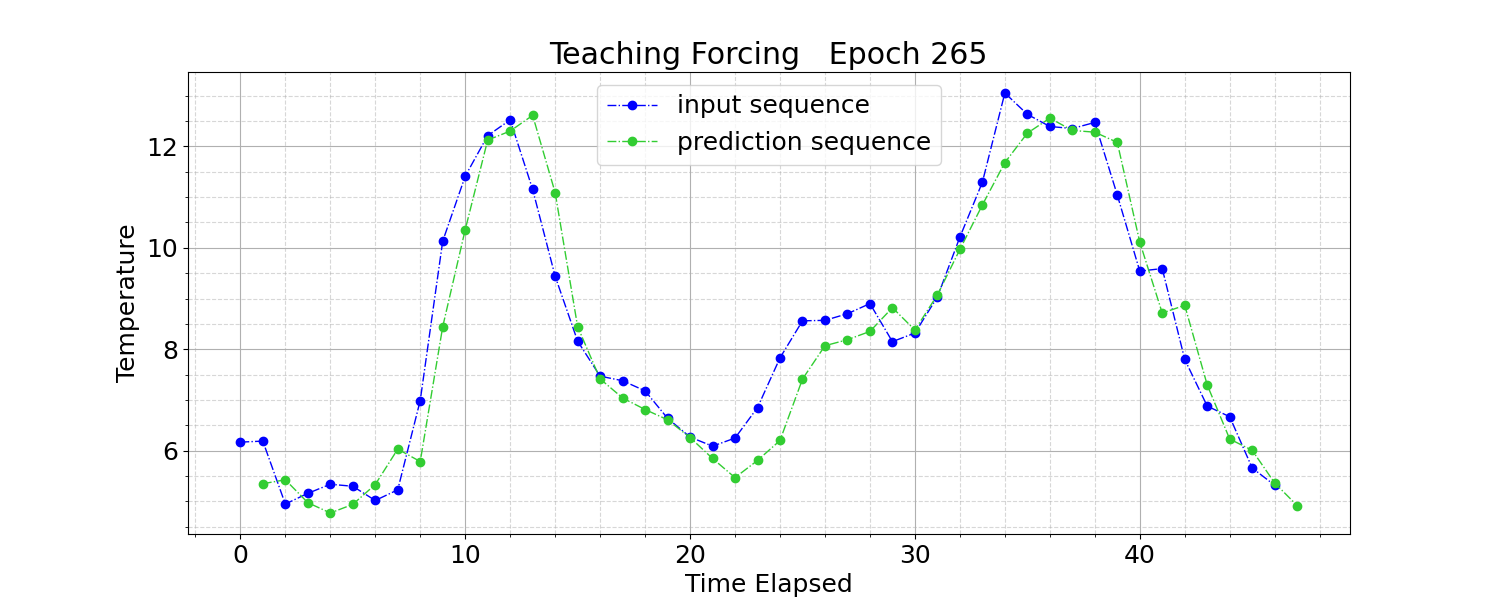 Teaching Forcing   Epoch 265
input sequence
prediction sequence
12
10
8
6
Temperature
0 10 20 30 40
Time Elapsed